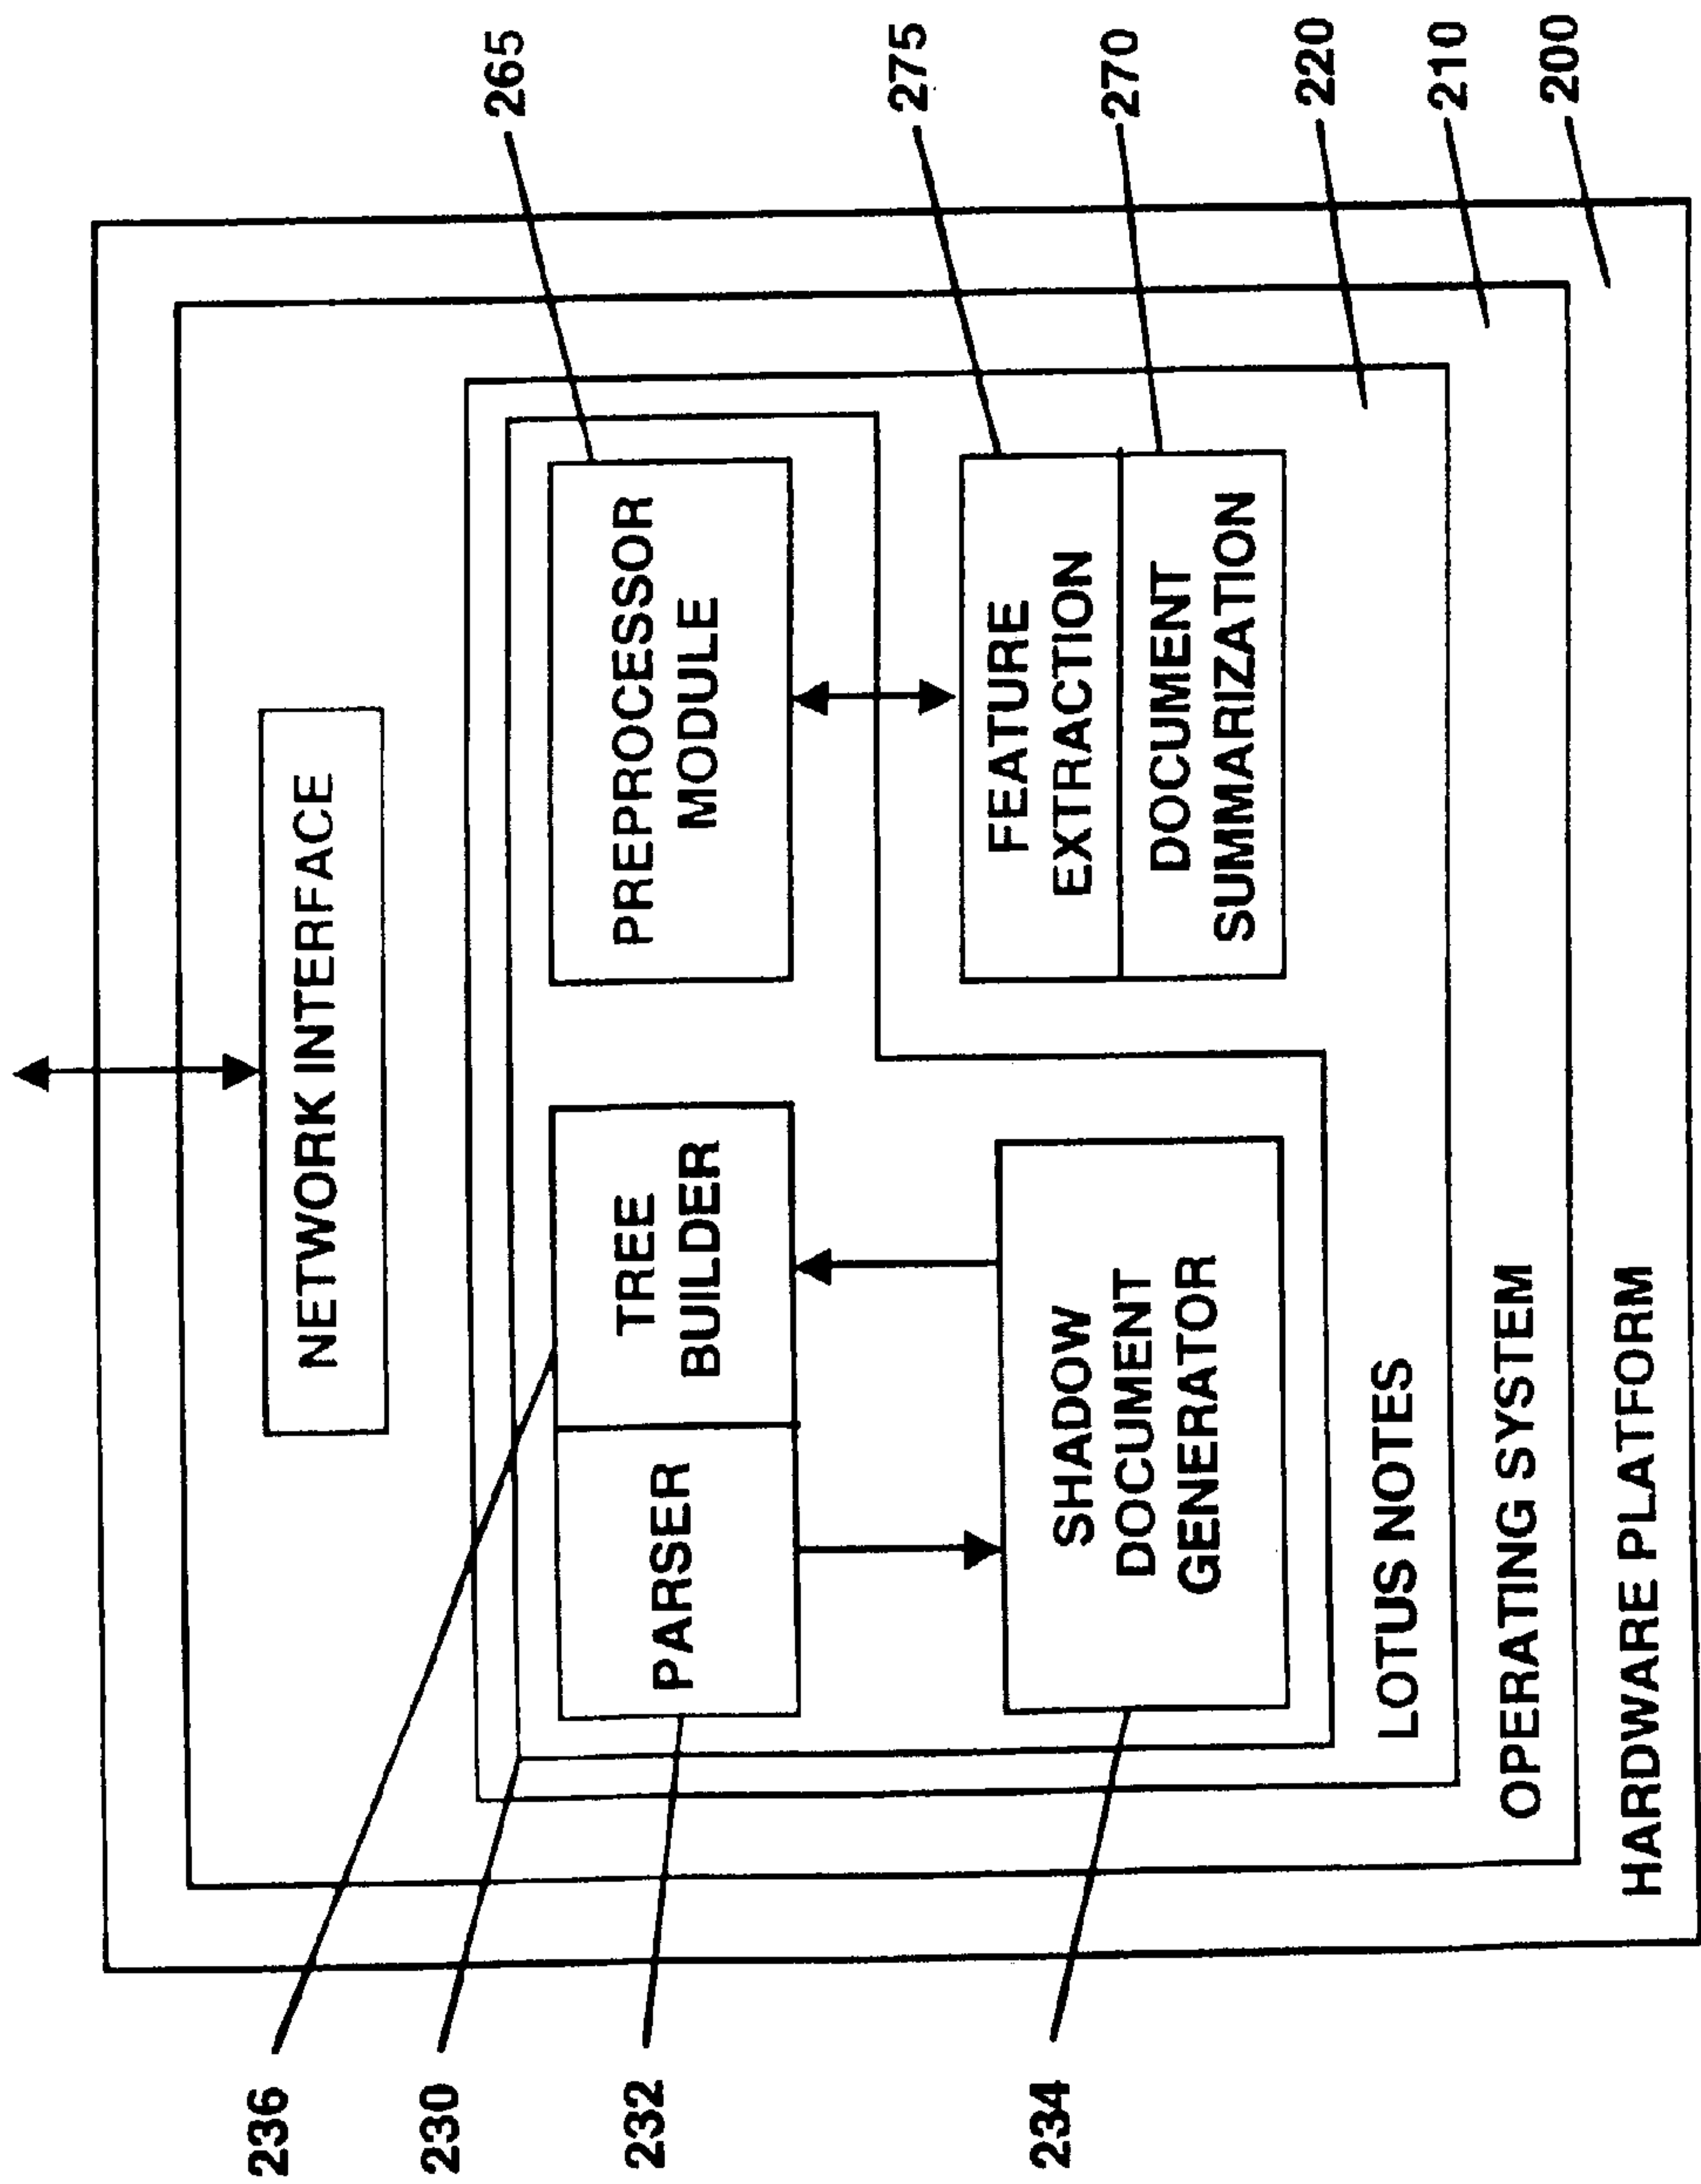 265
275
270
220
210
200
NETWORK INTERFACE
PREPROCESSOR
MODULE
TREE
BUILDER
PARSER
FEATURE
EXTRACTION
DOCUMENT
SUMMARIZATION
SHADOW
DOCUMENT
GENERATOR
LOTUS NOTES
OPERATING SYSTEM
HARDWARE PLATFORM
236
230
232
234